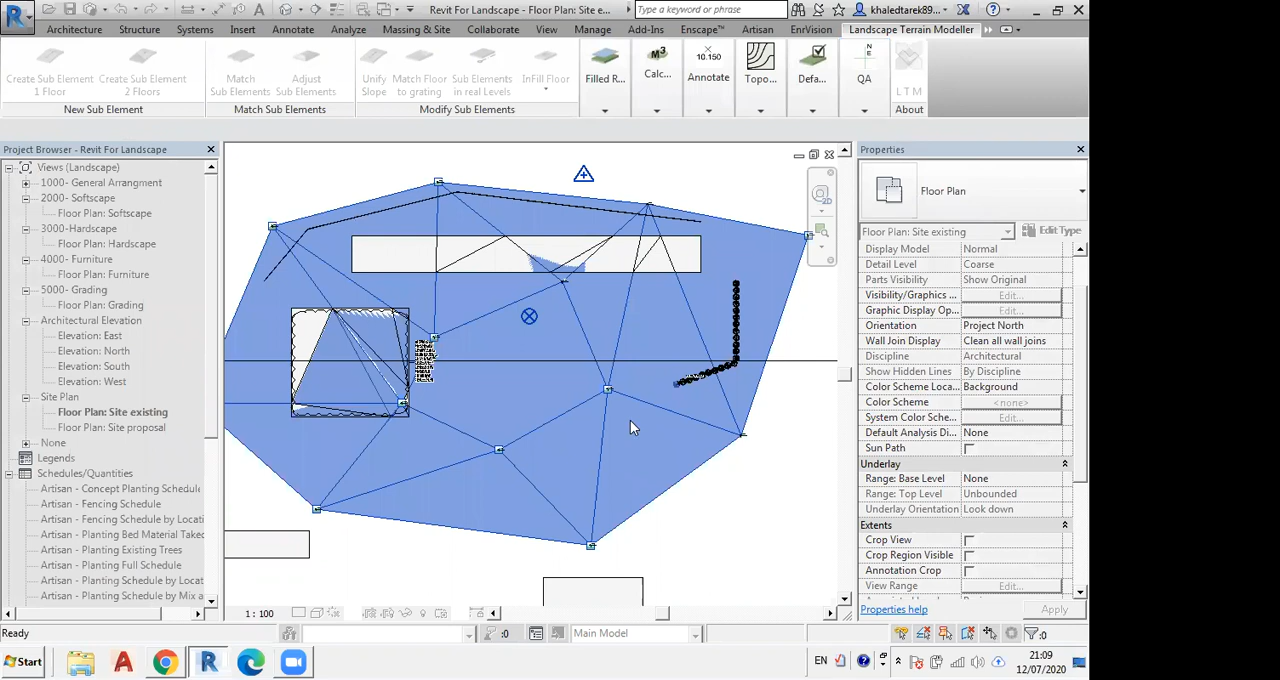 Revit For Landscape - Floor Plan: Site e...
Type a keyword or phrase
khaledtarek89...
Architecture
Structure
Systems
Insert
Annotate
Analyze
Massing & Site
Collaborate
View
Manage
Add-Ins
Enscape™
Artisan
EnrVision
Landscape Terrain Modeller
Create Sub Element
1 Floor
Create Sub Element
2 Floors
Match
Sub Elements
Adjust
Sub Elements
Unify
Slope
Match Floor
to grating
Sub Elements
in real Levels
Infill Floor
Filled R...
Calc...
10.150
Annotate
Topo...
Defa...
QA
L T M
New Sub Element
Match Sub Elements
Modify Sub Elements
About
Project Browser - Revit For Landscape
Views (Landscape)
1000- General Arrangment
2000- Softscape
Floor Plan: Softscape
3000-Hardscape
Floor Plan: Hardscape
4000- Furniture
Floor Plan: Furniture
5000- Grading
Floor Plan: Grading
Architectural Elevation
Elevation: East
Elevation: North
Elevation: South
Elevation: West
Site Plan
Floor Plan: Site existing
Floor Plan: Site proposal
None
Legends
Schedules/Quantities
Artisan - Concept Planting Schedule
Artisan - Fencing Schedule
Artisan - Fencing Schedule by Locati
Artisan - Planting Bed Material Takec
Artisan - Planting Existing Trees
Artisan - Planting Full Schedule
Artisan - Planting Schedule by Locati
Artisan - Planting Schedule by Mix a
2D
Properties
Floor Plan
Floor Plan: Site existing
Edit Type
Display Model Normal
Detail Level Coarse
Parts Visibility Show Original
Visibility/Graphics ... Edit...
Graphic Display Op... Edit...
Orientation Project North
Wall Join Display Clean all wall joins
Discipline Architectural
Show Hidden Lines By Discipline
Color Scheme Loca... Background
Color Scheme <none>
System Color Sche... Edit...
Default Analysis Di... None
Sun Path
Underlay
Range: Base Level None
Range: Top Level Unbounded
Underlay Orientation Look down
Extents
Crop View
Crop Region Visible
Annotation Crop
View Range Edit...
Properties help
Apply
1 : 100
Ready
:0
Main Model
:0
Start
EN
21:09
12/07/2020